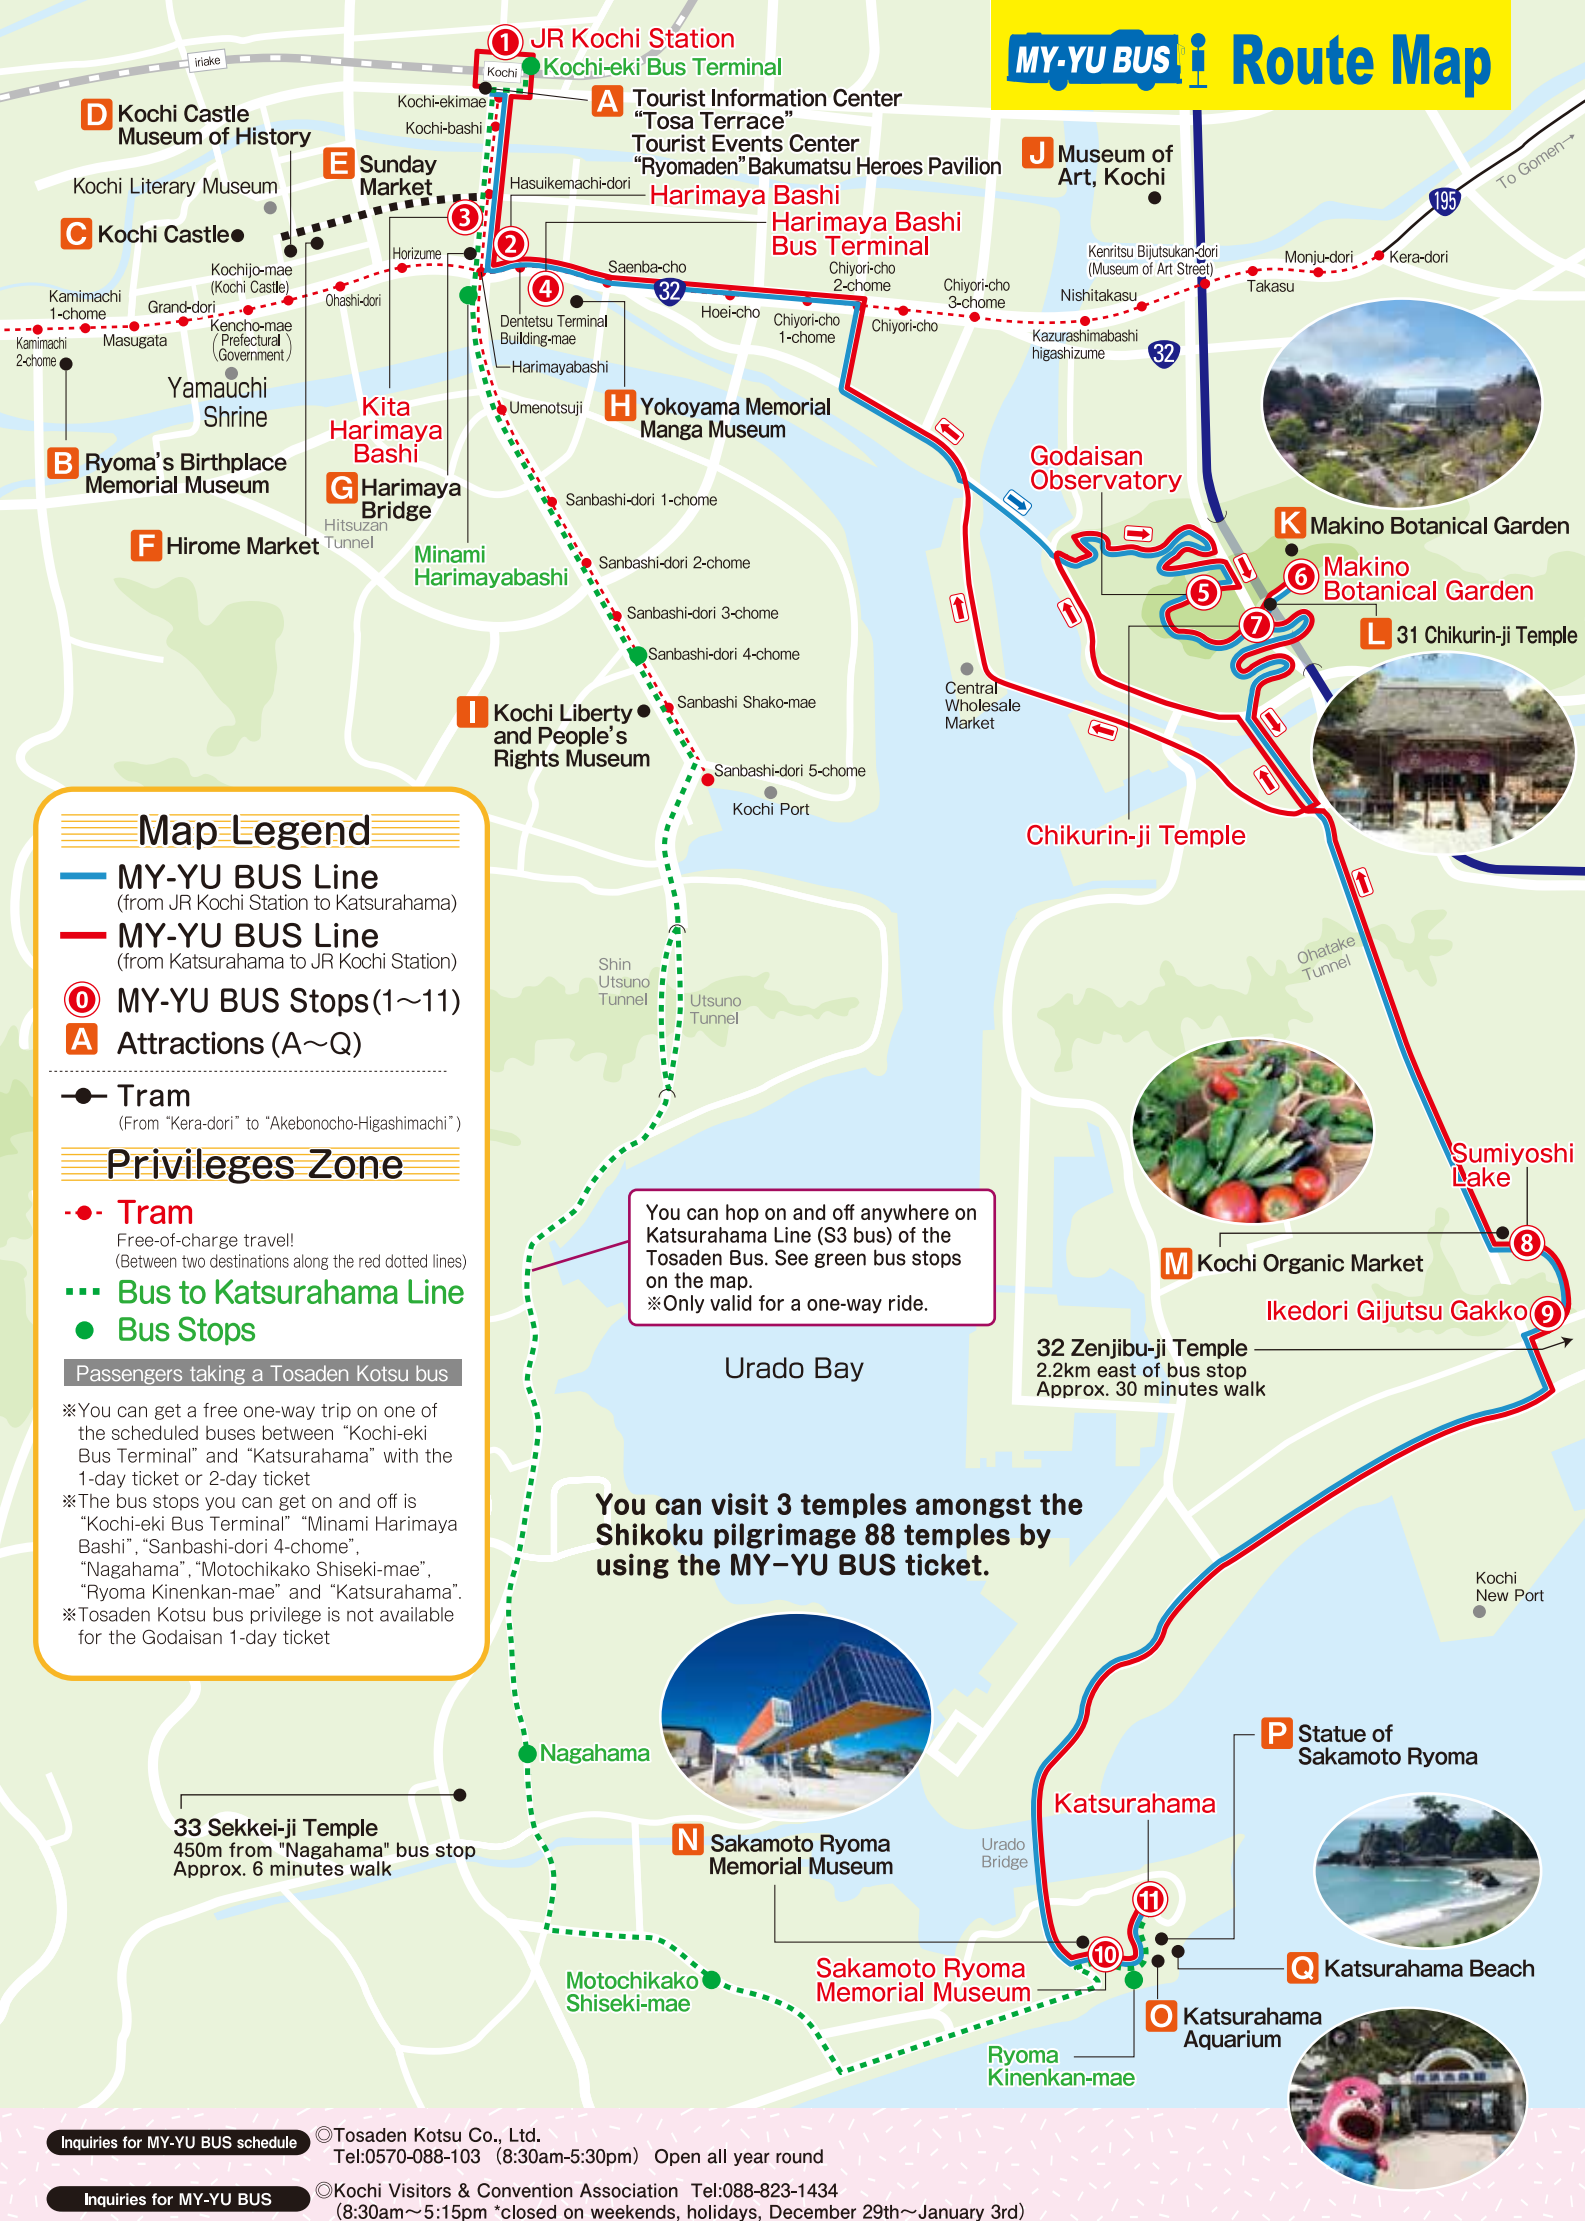 MY-YU BUS
Route Map
iriake
Kochi
1
JR Kochi Station
Kochi-eki Bus Terminal
Kochi-ekimae
Kochi-bashi
A
Tourist Information Center
“Tosa Terrace”
Tourist Events Center
“Ryomaden” Bakumatsu Heroes Pavilion
D
Kochi Castle
Museum of History
E
Sunday
Market
Kochi Literary Museum
Hasuikemachi-dori
Harimaya Bashi
J
Museum of
Art, Kochi
To Gomen→
195
C
Kochi Castle
3
2
Harimaya Bashi
Bus Terminal
Horizume
Kochijo-mae
(Kochi Castle)
Saenba-cho
Chiyori-cho
2-chome
Kenritsu Bijutsukan-dori
(Museum of Art Street)
Monju-dori
Kera-dori
Kamimachi
1-chome
Grand-dori
Ohashi-dori
4
32
Chiyori-cho
3-chome
Nishitakasu
Takasu
Kamimachi
2-chome
Masugata
Kencho-mae
(Prefectural
Government)
Dentetsu Terminal
Building-mae
Hoei-cho
Chiyori-cho
1-chome
Chiyori-cho
Kazurashimabashi
higashizume
32
Harimayabashi
Yamauchi
Shrine
Kita
Harimaya
Bashi
Umenotsuji
H
Yokoyama Memorial
Manga Museum
B
Ryoma's Birthplace
Memorial Museum
G
Harimaya
Bridge
Godaisan
Observatory
Sanbashi-dori 1-chome
Hitsuzan
Tunnel
F
Hirome Market
K
Makino Botanical Garden
Minami
Harimayabashi
Sanbashi-dori 2-chome
5
6
Makino
Botanical Garden
Sanbashi-dori 3-chome
7
L
31 Chikurin-ji Temple
Sanbashi-dori 4-chome
Central
Wholesale
Market
I
Kochi Liberty
and People's
Rights Museum
Sanbashi Shako-mae
Sanbashi-dori 5-chome
Kochi Port
Chikurin-ji Temple
Map Legend
MY-YU BUS Line
(from JR Kochi Station to Katsurahama)
MY-YU BUS Line
(from Katsurahama to JR Kochi Station)
0
MY-YU BUS Stops(1～11)
A
Attractions (A～Q)
Tram
(From “Kera-dori” to “Akebonocho-Higashimachi”)
Privileges Zone
Tram
Free-of-charge travel!
(Between two destinations along the red dotted lines)
Bus to Katsurahama Line
Bus Stops
Passengers taking a Tosaden Kotsu bus
※You can get a free one-way trip on one of
the scheduled buses between “Kochi-eki
Bus Terminal” and “Katsurahama” with the
1-day ticket or 2-day ticket
※The bus stops you can get on and off is
“Kochi-eki Bus Terminal” “Minami Harimaya
Bashi”, “Sanbashi-dori 4-chome”,
“Nagahama”, “Motochikako Shiseki-mae”,
“Ryoma Kinenkan-mae” and “Katsurahama”.
※Tosaden Kotsu bus privilege is not available
for the Godaisan 1-day ticket
Shin
Utsuno
Tunnel
Utsuno
Tunnel
Ohatake
Tunnel
Sumiyoshi
Lake
8
M
Kochi Organic Market
You can hop on and off anywhere on
Katsurahama Line (S3 bus) of the
Tosaden Bus. See green bus stops
on the map.
※Only valid for a one-way ride.
Ikedori Gijutsu Gakko
9
32 Zenjibu-ji Temple
2.2km east of bus stop
Approx. 30 minutes walk
Urado Bay
You can visit 3 temples amongst the
Shikoku pilgrimage 88 temples by
using the MY-YU BUS ticket.
Kochi
New Port
Nagahama
P
Statue of
Sakamoto Ryoma
33 Sekkei-ji Temple
450m from "Nagahama" bus stop
Approx. 6 minutes walk
Katsurahama
N
Sakamoto Ryoma
Memorial Museum
Urado
Bridge
11
10
Sakamoto Ryoma
Memorial Museum
Q
Katsurahama Beach
Motochikako
Shiseki-mae
O
Katsurahama
Aquarium
Ryoma
Kinenkan-mae
Inquiries for MY-YU BUS schedule
◎Tosaden Kotsu Co., Ltd.
Tel:0570-088-103 (8:30am-5:30pm) Open all year round
Inquiries for MY-YU BUS
◎Kochi Visitors & Convention Association Tel:088-823-1434
(8:30am～5:15pm *closed on weekends, holidays, December 29th～January 3rd)